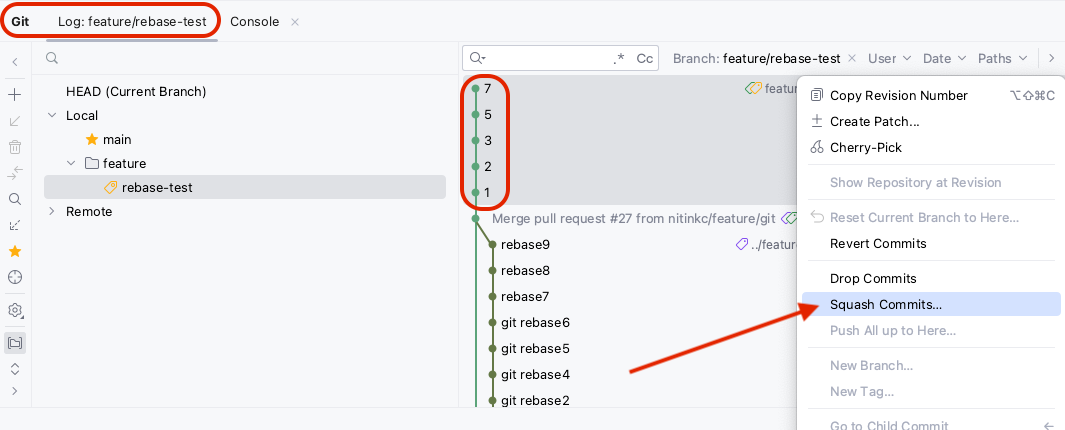 Git
Log: feature/rebase-test
Console
HEAD (Current Branch)
Local
main
feature
rebase-test
Remote
.* Cc
Branch: feature/rebase-test
User
Date
Paths
7
featur
5
3
2
1
Merge pull request #27 from nitinkc/feature/git
rebase9
../feature
rebase8
rebase7
git rebase6
git rebase5
git rebase4
git rebase2
Copy Revision Number ⌥⇧⌘C
Create Patch...
Cherry-Pick
Show Repository at Revision
Reset Current Branch to Here...
Revert Commits
Drop Commits
Squash Commits...
Push All up to Here...
New Branch...
New Tag...
Go to Child Commit ←